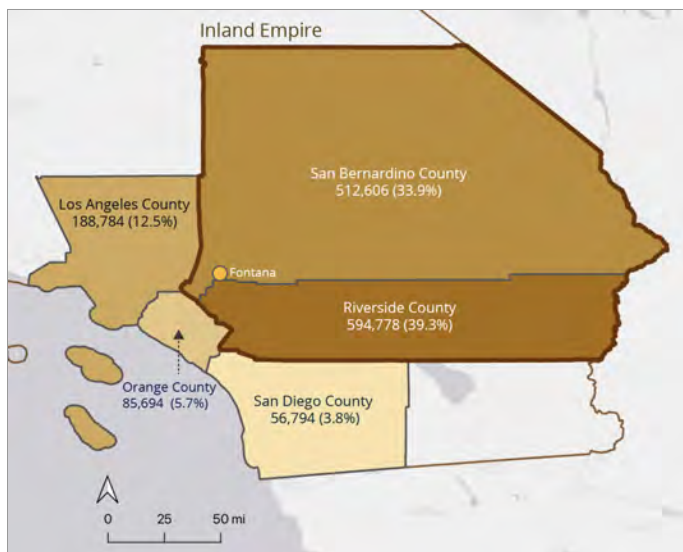 Inland Empire
San Bernardino County
512,606 (33.9%)
Los Angeles County
188,784 (12.5%)
Fontana
Riverside County
594,778 (39.3%)
Orange County
85,694 (5.7%)
San Diego County
56,794 (3.8%)
0 25 50 mi